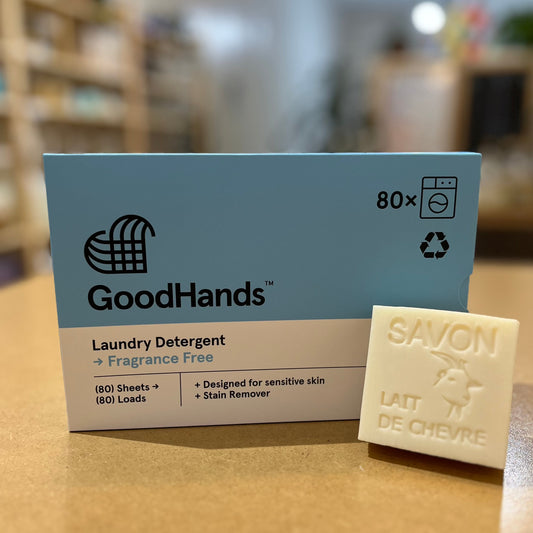 80×
GoodHands™
Laundry Detergent
→ Fragrance Free
(80) Sheets →
(80) Loads
+ Designed for sensitive skin
+ Stain Remover
SAVON
LAIT
DE CHEVRE